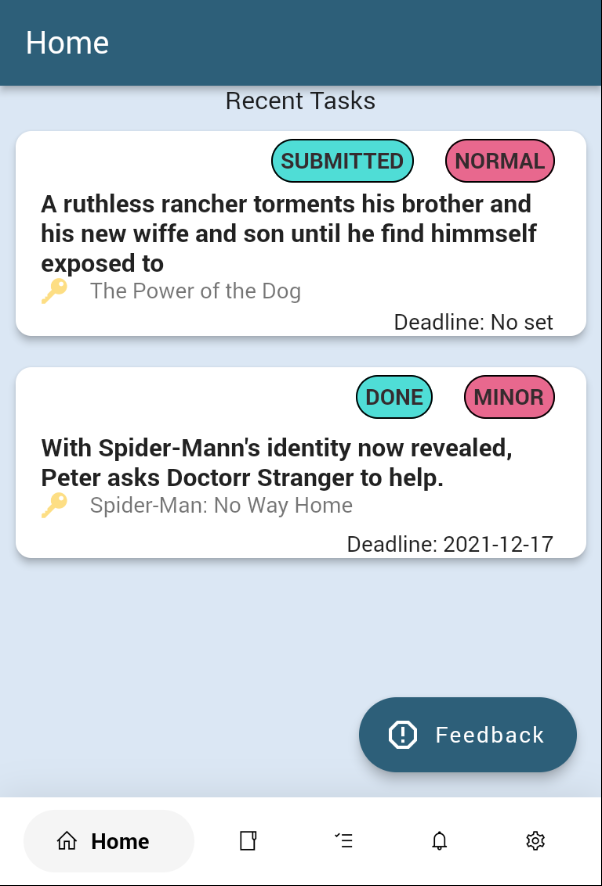 Home
Recent Tasks
SUBMITTED NORMAL
A ruthless rancher torments his brother and
his new wiffe and son until he find himmself
exposed to
The Power of the Dog
Deadline: No set
DONE MINOR
With Spider-Mann's identity now revealed,
Peter asks Doctorr Stranger to help.
Spider-Man: No Way Home
Deadline: 2021-12-17
Feedback
Home